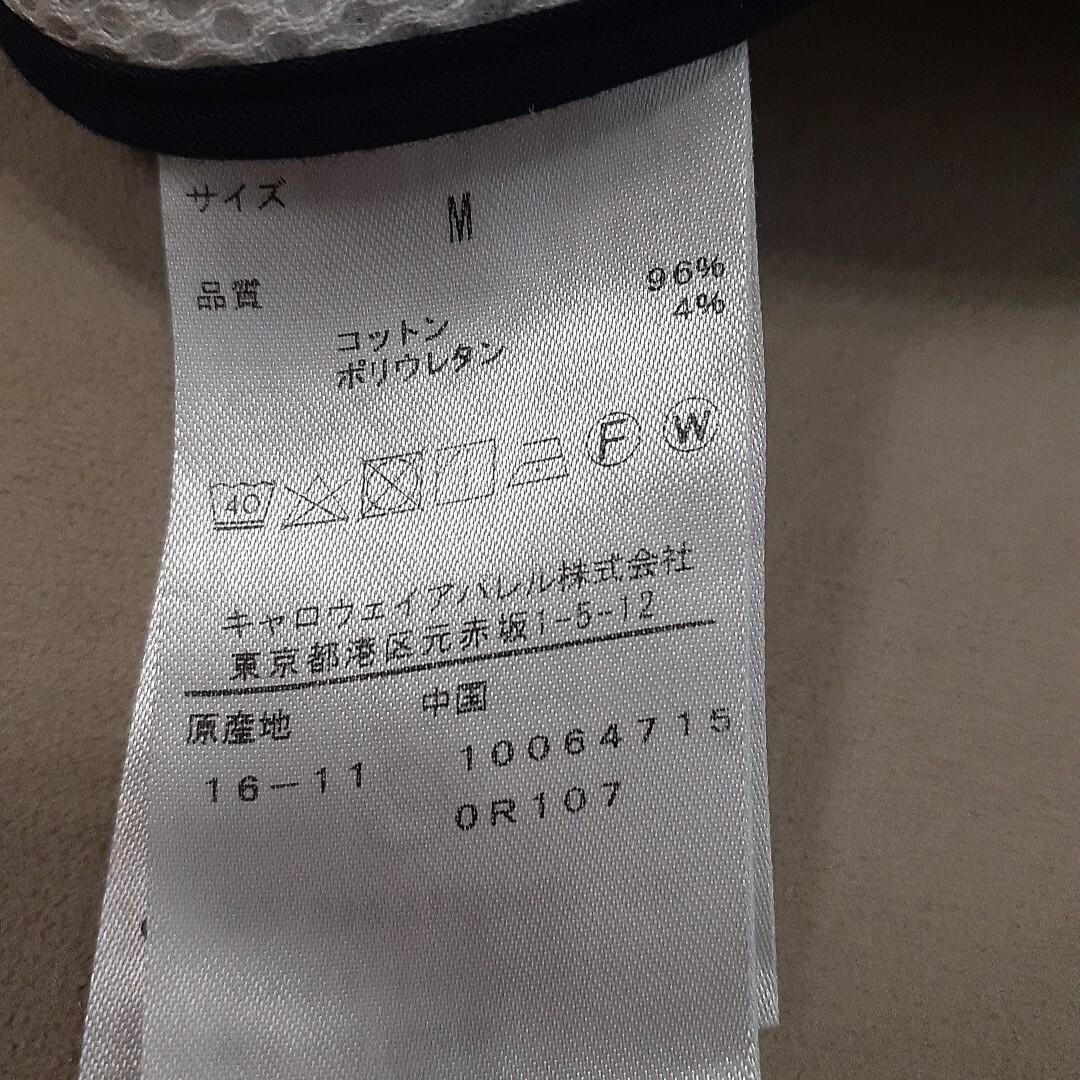 サイズ M
品質 96%
4%
コットン
ポリウレタン
40 F W
キャロウェイアパレル株式会社
東京都港区元赤坂1-5-12
原産地 中国
16-11 10064715
0R107